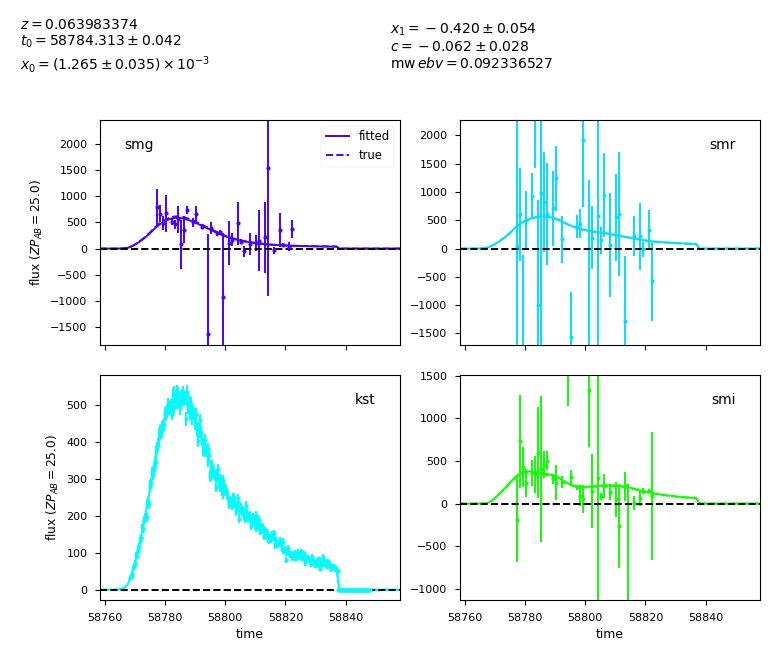 z = 0.063983374
t0 = 58784.313 ± 0.042
x0 = (1.265 ± 0.035) × 10^−3
x1 = −0.420 ± 0.054
c = −0.062 ± 0.028
mw ebv = 0.092336527
smg
fitted
true
2000
1500
1000
500
0
−500
−1000
−1500
flux (ZP_AB = 25.0)
smr
2000
1500
1000
500
0
−500
−1000
−1500
kst
500
400
300
200
100
0
flux (ZP_AB = 25.0)
58760 58780 58800 58820 58840
time
smi
1500
1000
500
0
−500
−1000
58760 58780 58800 58820 58840
time